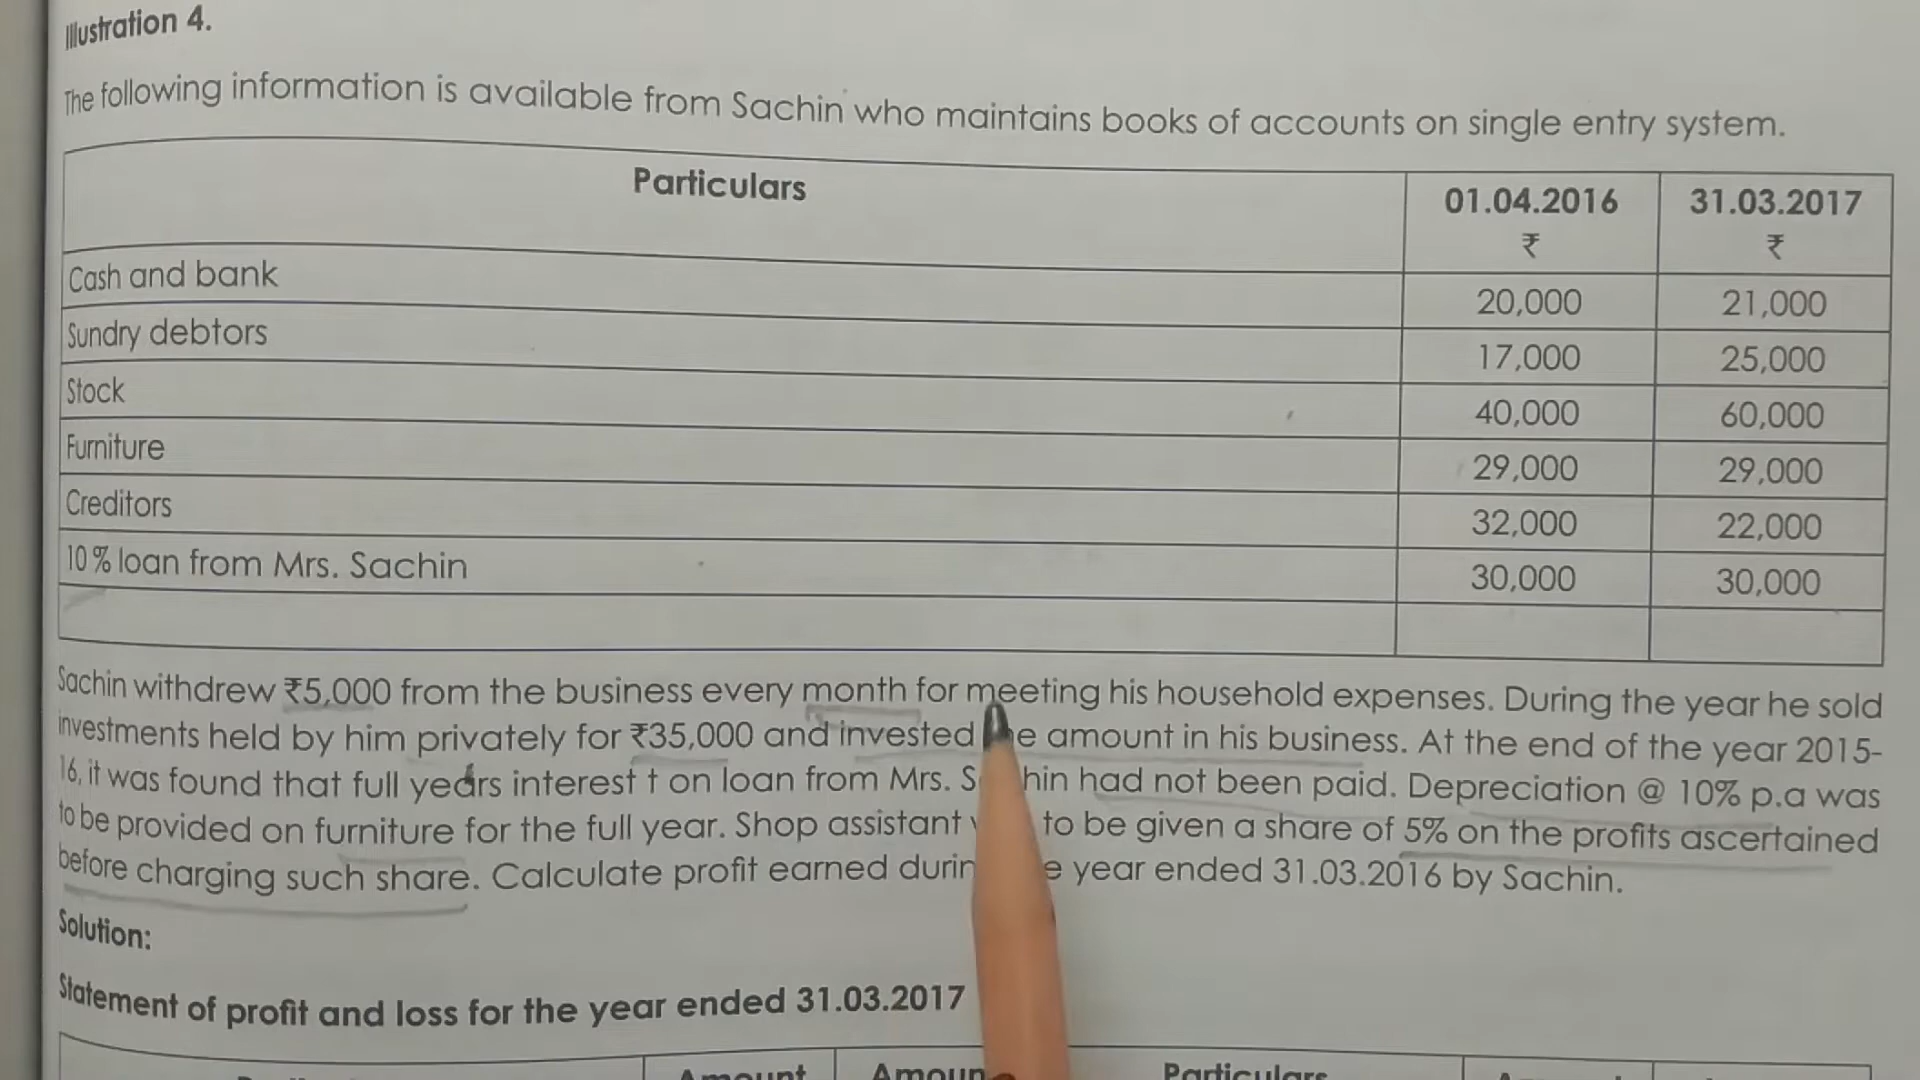 Illustration 4.
The following information is available from Sachin who maintains books of accounts on single entry system.
Particulars 01.04.2016 31.03.2017
₹ ₹
Cash and bank 20,000 21,000
Sundry debtors 17,000 25,000
Stock 40,000 60,000
Furniture 29,000 29,000
Creditors 32,000 22,000
10% loan from Mrs. Sachin 30,000 30,000
Sachin withdrew ₹5,000 from the business every month for meeting his household expenses. During the year he sold
investments held by him privately for ₹35,000 and invested amount in his business. At the end of the year 2015-
16, it was found that full years interest t on loan from Mrs. had not been paid. Depreciation @ 10% p.a was
to be provided on furniture for the full year. Shop assistant to be given a share of 5% on the profits ascertained
before charging such share. Calculate profit earned year ended 31.03.2016 by Sachin.
Solution:
Statement of profit and loss for the year ended 31.03.2017
Amount Particulars